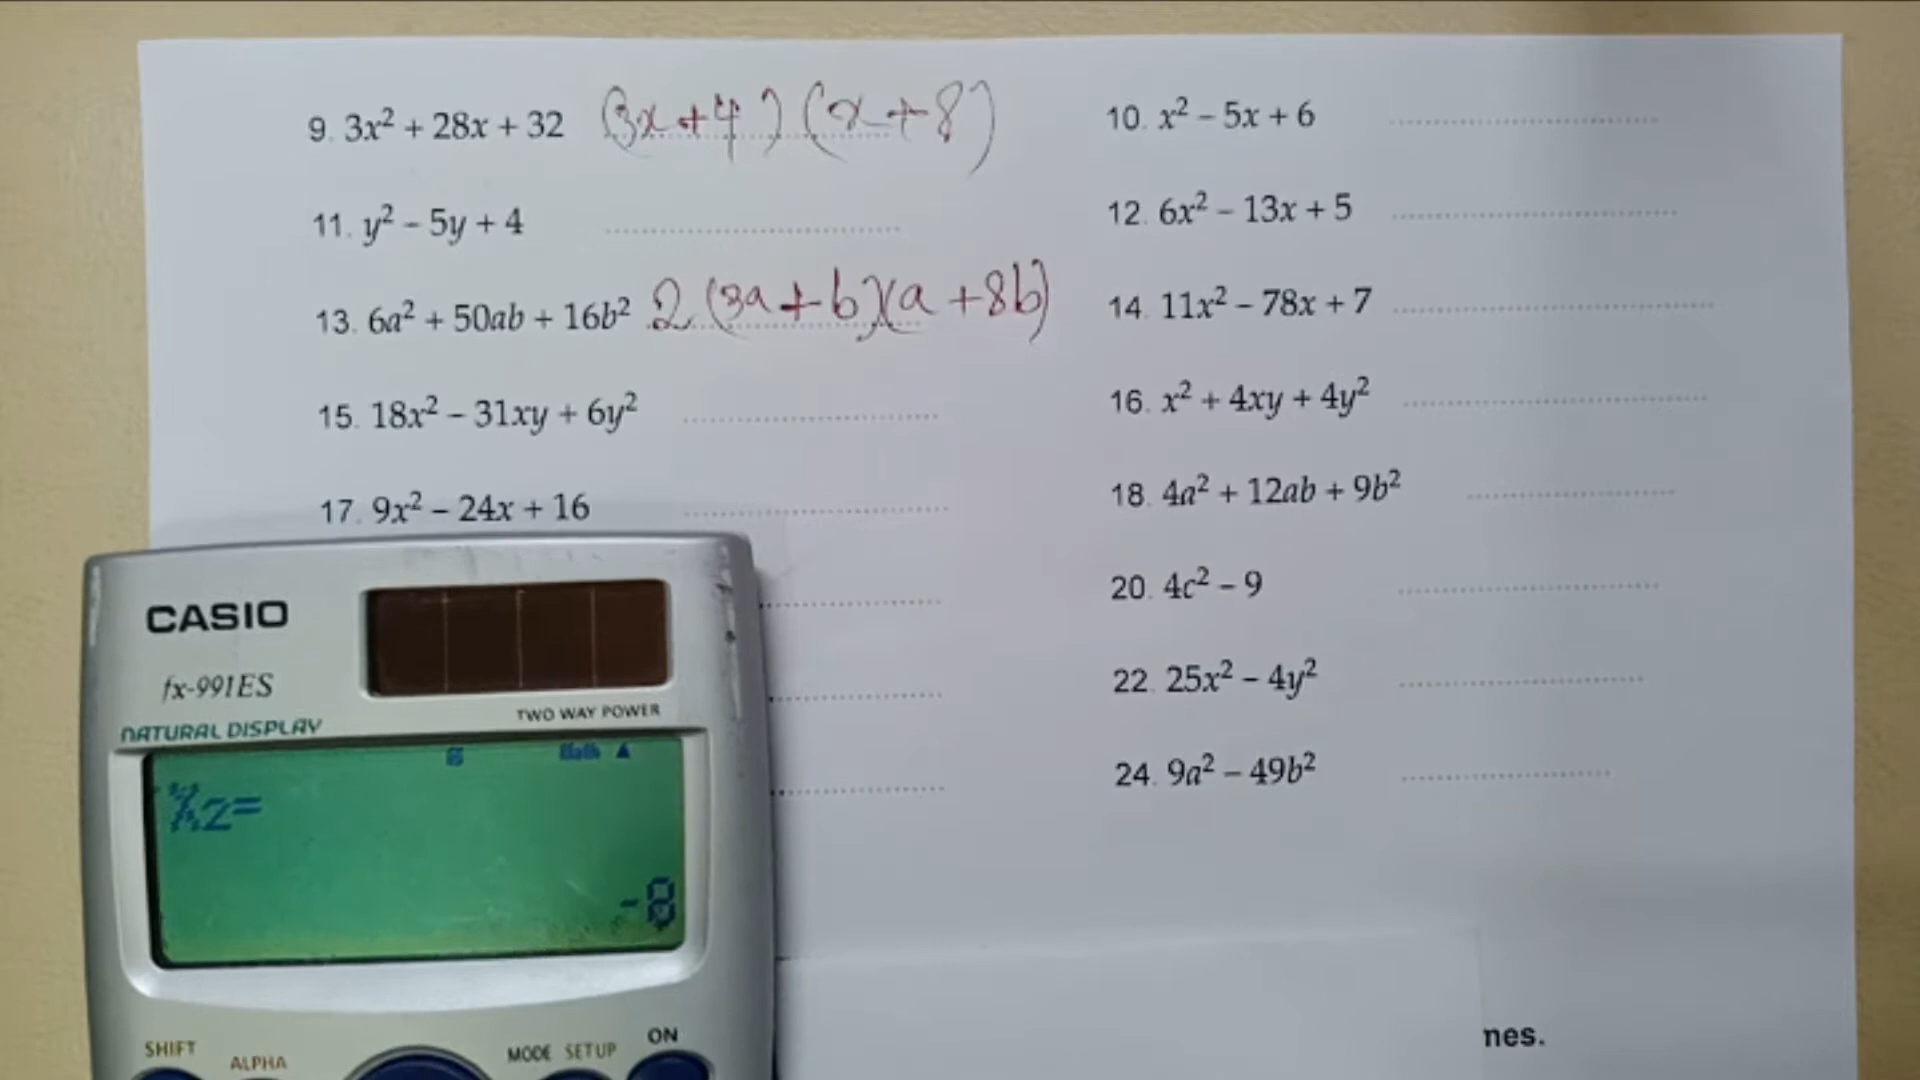 9. 3x² + 28x + 32 (3x+4)(x+8)
10. x² – 5x + 6
11. y² – 5y + 4
12. 6x² – 13x + 5
13. 6a² + 50ab + 16b² 2(3a+b)(a+8b)
14. 11x² – 78x + 7
15. 18x² – 31xy + 6y²
16. x² + 4xy + 4y²
17. 9x² – 24x + 16
18. 4a² + 12ab + 9b²
20. 4c² – 9
22. 25x² – 4y²
24. 9a² – 49b²
nes.
CASIO
fx-991ES
NATURAL DISPLAY
TWO WAY POWER
Math ▲
X₂=
-8
SHIFT
ALPHA
MODE SETUP
ON